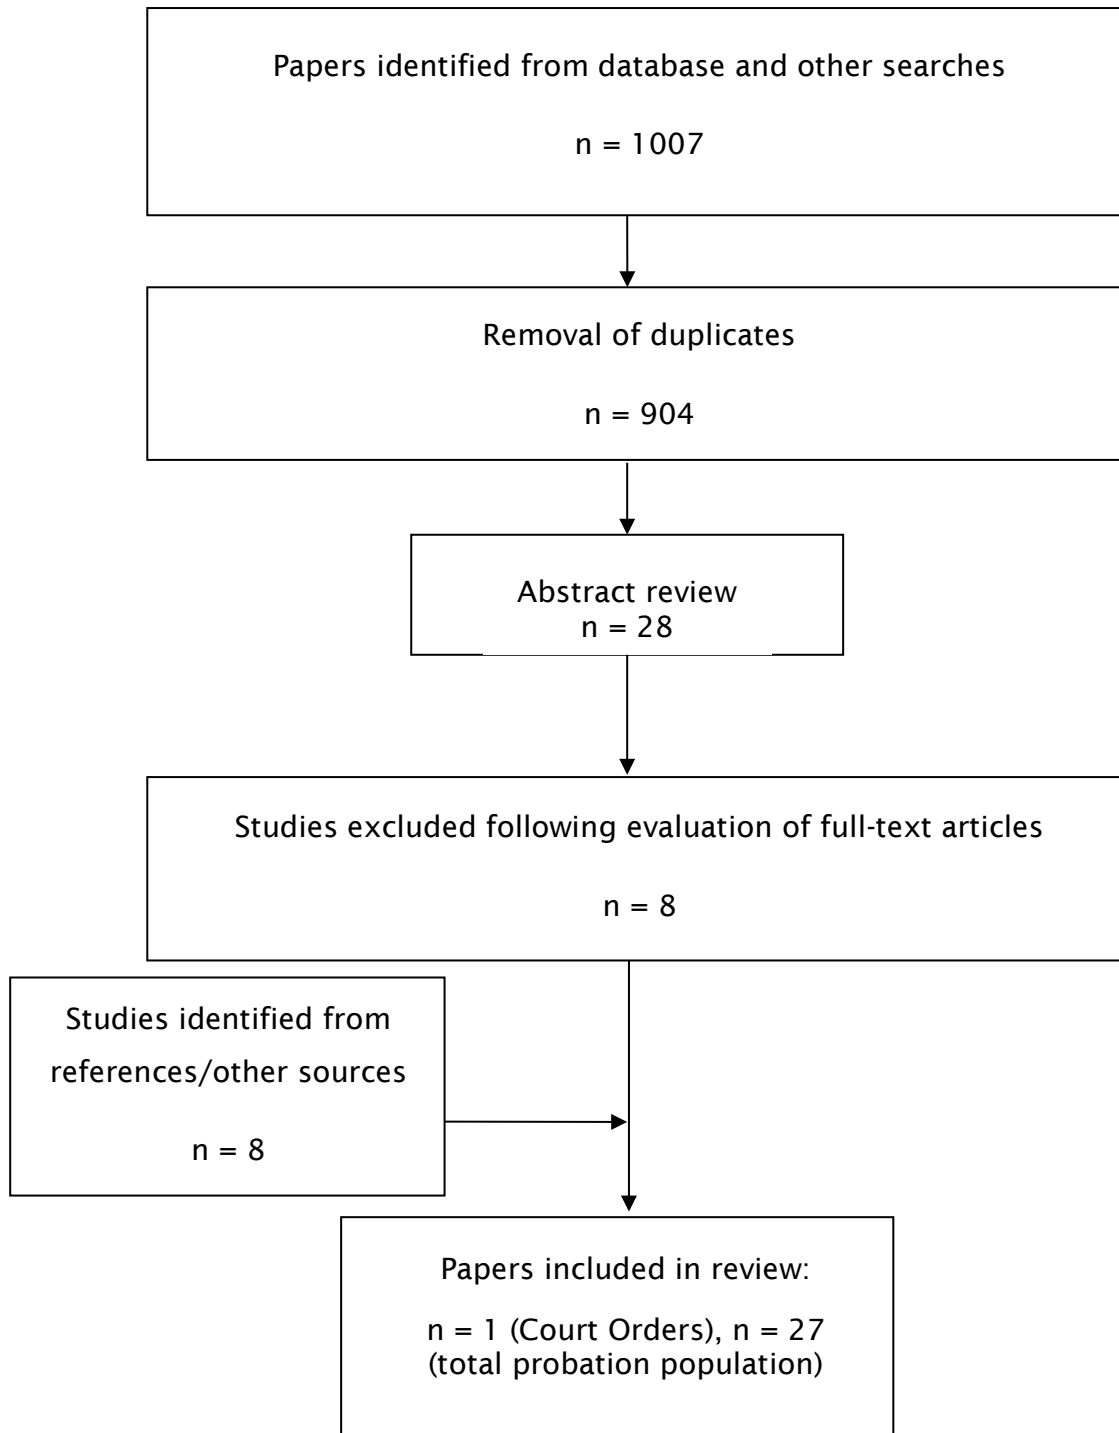 Papers identified from database and other searches
n = 1007
Removal of duplicates
n = 904
Abstract review
n = 28
Studies excluded following evaluation of full-text articles
n = 8
Studies identified from
references/other sources
n = 8
Papers included in review:
n = 1 (Court Orders), n = 27
(total probation population)